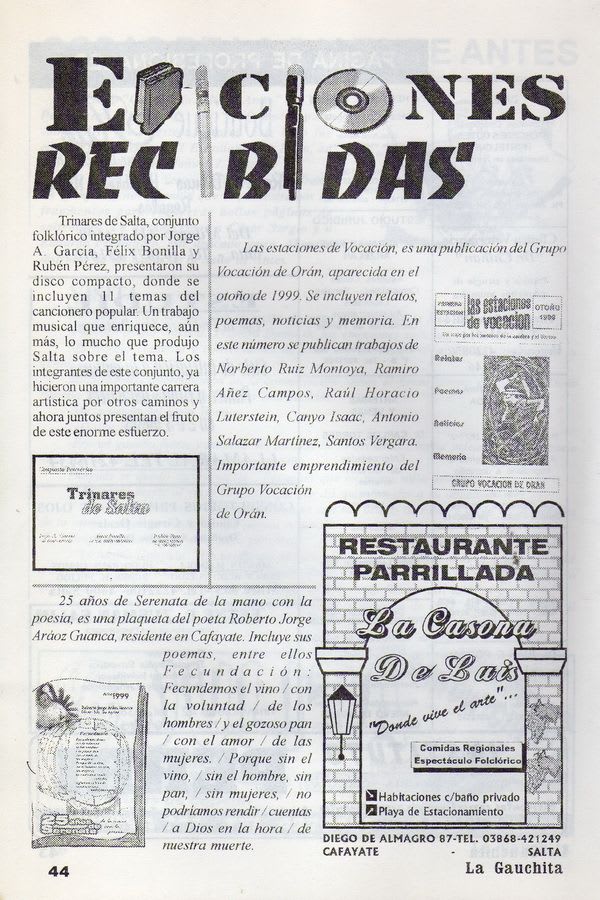 EDICIONES
RECIBIDAS
Trinares de Salta, conjunto
folklórico integrado por Jorge
A. García, Félix Bonilla y
Rubén Pérez, presentaron su
disco compacto, donde se
incluyen 11 temas del
cancionero popular. Un trabajo
musical que enriquece, aún
más, lo mucho que produjo
Salta sobre el tema. Los
integrantes de este conjunto, ya
hicieron una importante carrera
artística por otros caminos y
ahora juntos presentan el fruto
de este enorme esfuerzo.
Trinares
de Salta
Las estaciones de Vocación, es una publicación del Grupo
Vocación de Orán, aparecida en el
otoño de 1999. Se incluyen relatos,
poemas, noticias y memoria. En
este número se publican trabajos de
Norberto Ruiz Montoya, Ramiro
Áñez Campos, Raúl Horacio
Luterstein, Canyo Isaac, Antonio
Salazar Martínez, Santos Vergara.
Importante emprendimiento del
Grupo Vocación
de Orán.
PRIMERA
ESTACION
las estaciones
de vocacion
OTOÑO
1999
Relatos
Poemas
Noticias
Memoria
GRUPO VOCACION DE ORAN
25 años de Serenata de la mano con la
poesía, es una plaqueta del poeta Roberto Jorge
Aráoz Guanca, residente en Cafayate. Incluye sus
poemas, entre ellos
Fecundación:
Fecundemos el vino / con
la voluntad / de los
hombres / y el gozoso pan
/ con el amor / de las
mujeres. / Porque sin el
vino, / sin el hombre, sin
pan, / sin mujeres, / no
podríamos rendir / cuentas
/ a Dios en la hora / de
nuestra muerte.
1999
25
Serenata
RESTAURANTE
PARRILLADA
La Casona
De Luis
"Donde vive el arte"...
Comidas Regionales
Espectáculo Folclórico
Habitaciones c/baño privado
Playa de Estacionamiento
DIEGO DE ALMAGRO 87-TEL. 03868-421249
CAFAYATE - SALTA
44
La Gauchita